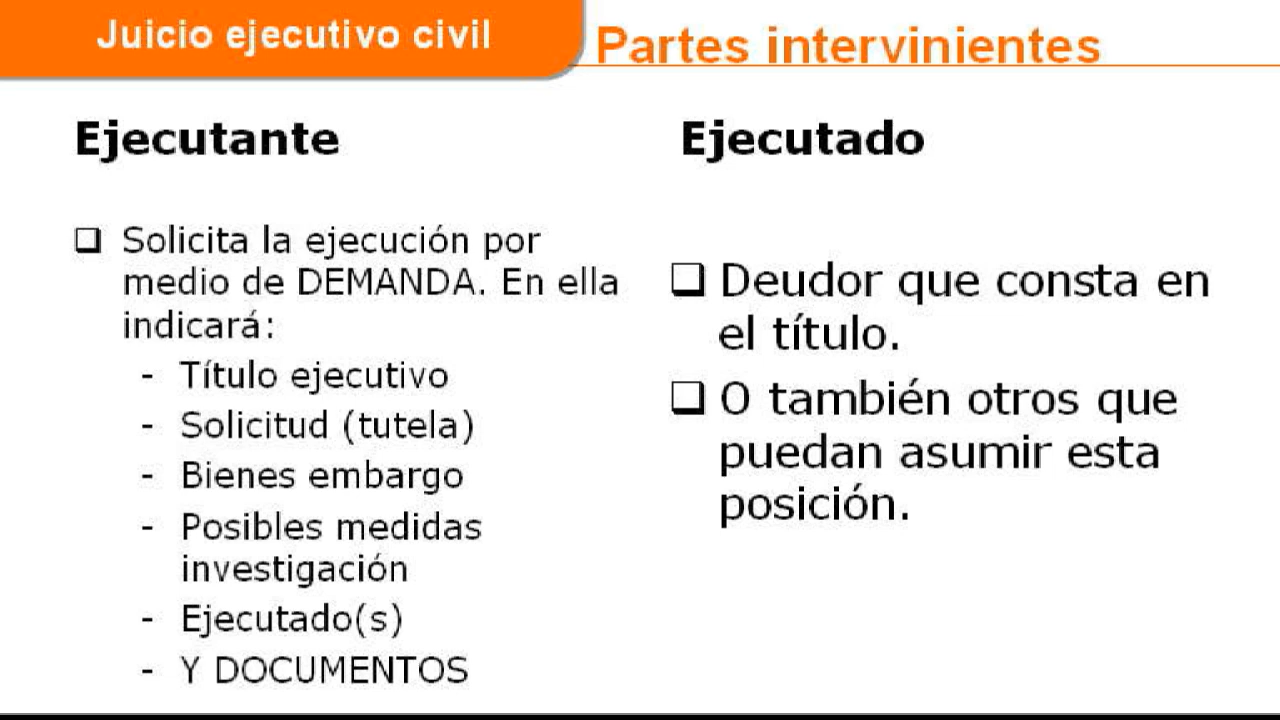 Juicio ejecutivo civil
Partes intervinientes
Ejecutante
❑ Solicita la ejecución por
medio de DEMANDA. En ella
indicará:
- Título ejecutivo
- Solicitud (tutela)
- Bienes embargo
- Posibles medidas
investigación
- Ejecutado(s)
- Y DOCUMENTOS
Ejecutado
❑ Deudor que consta en
el título.
❑ O también otros que
puedan asumir esta
posición.